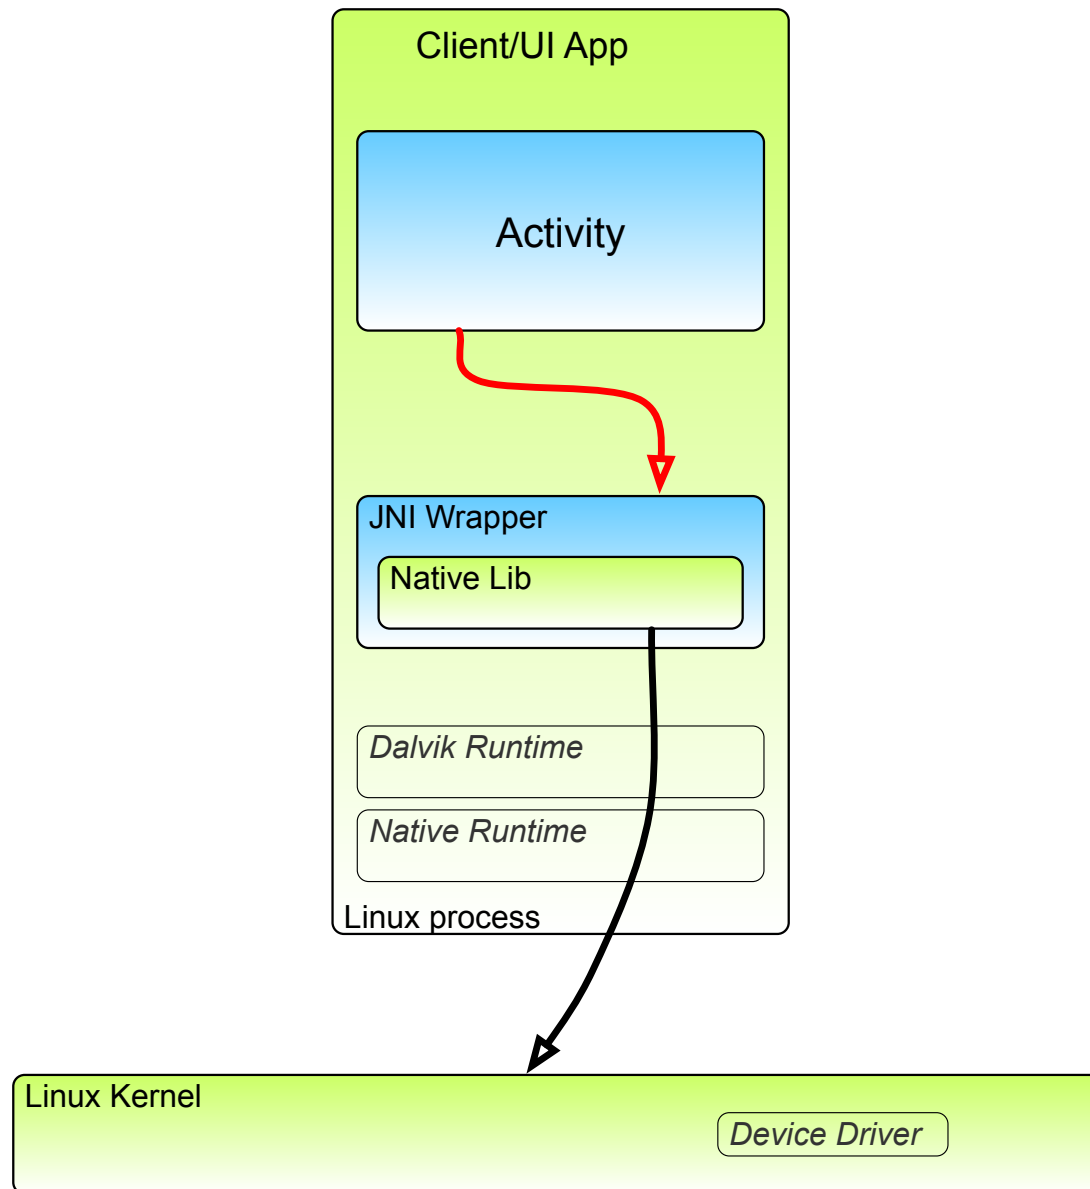 Client/UI App
Activity
JNI Wrapper
Native Lib
Dalvik Runtime
Native Runtime
Linux process
Linux Kernel
Device Driver